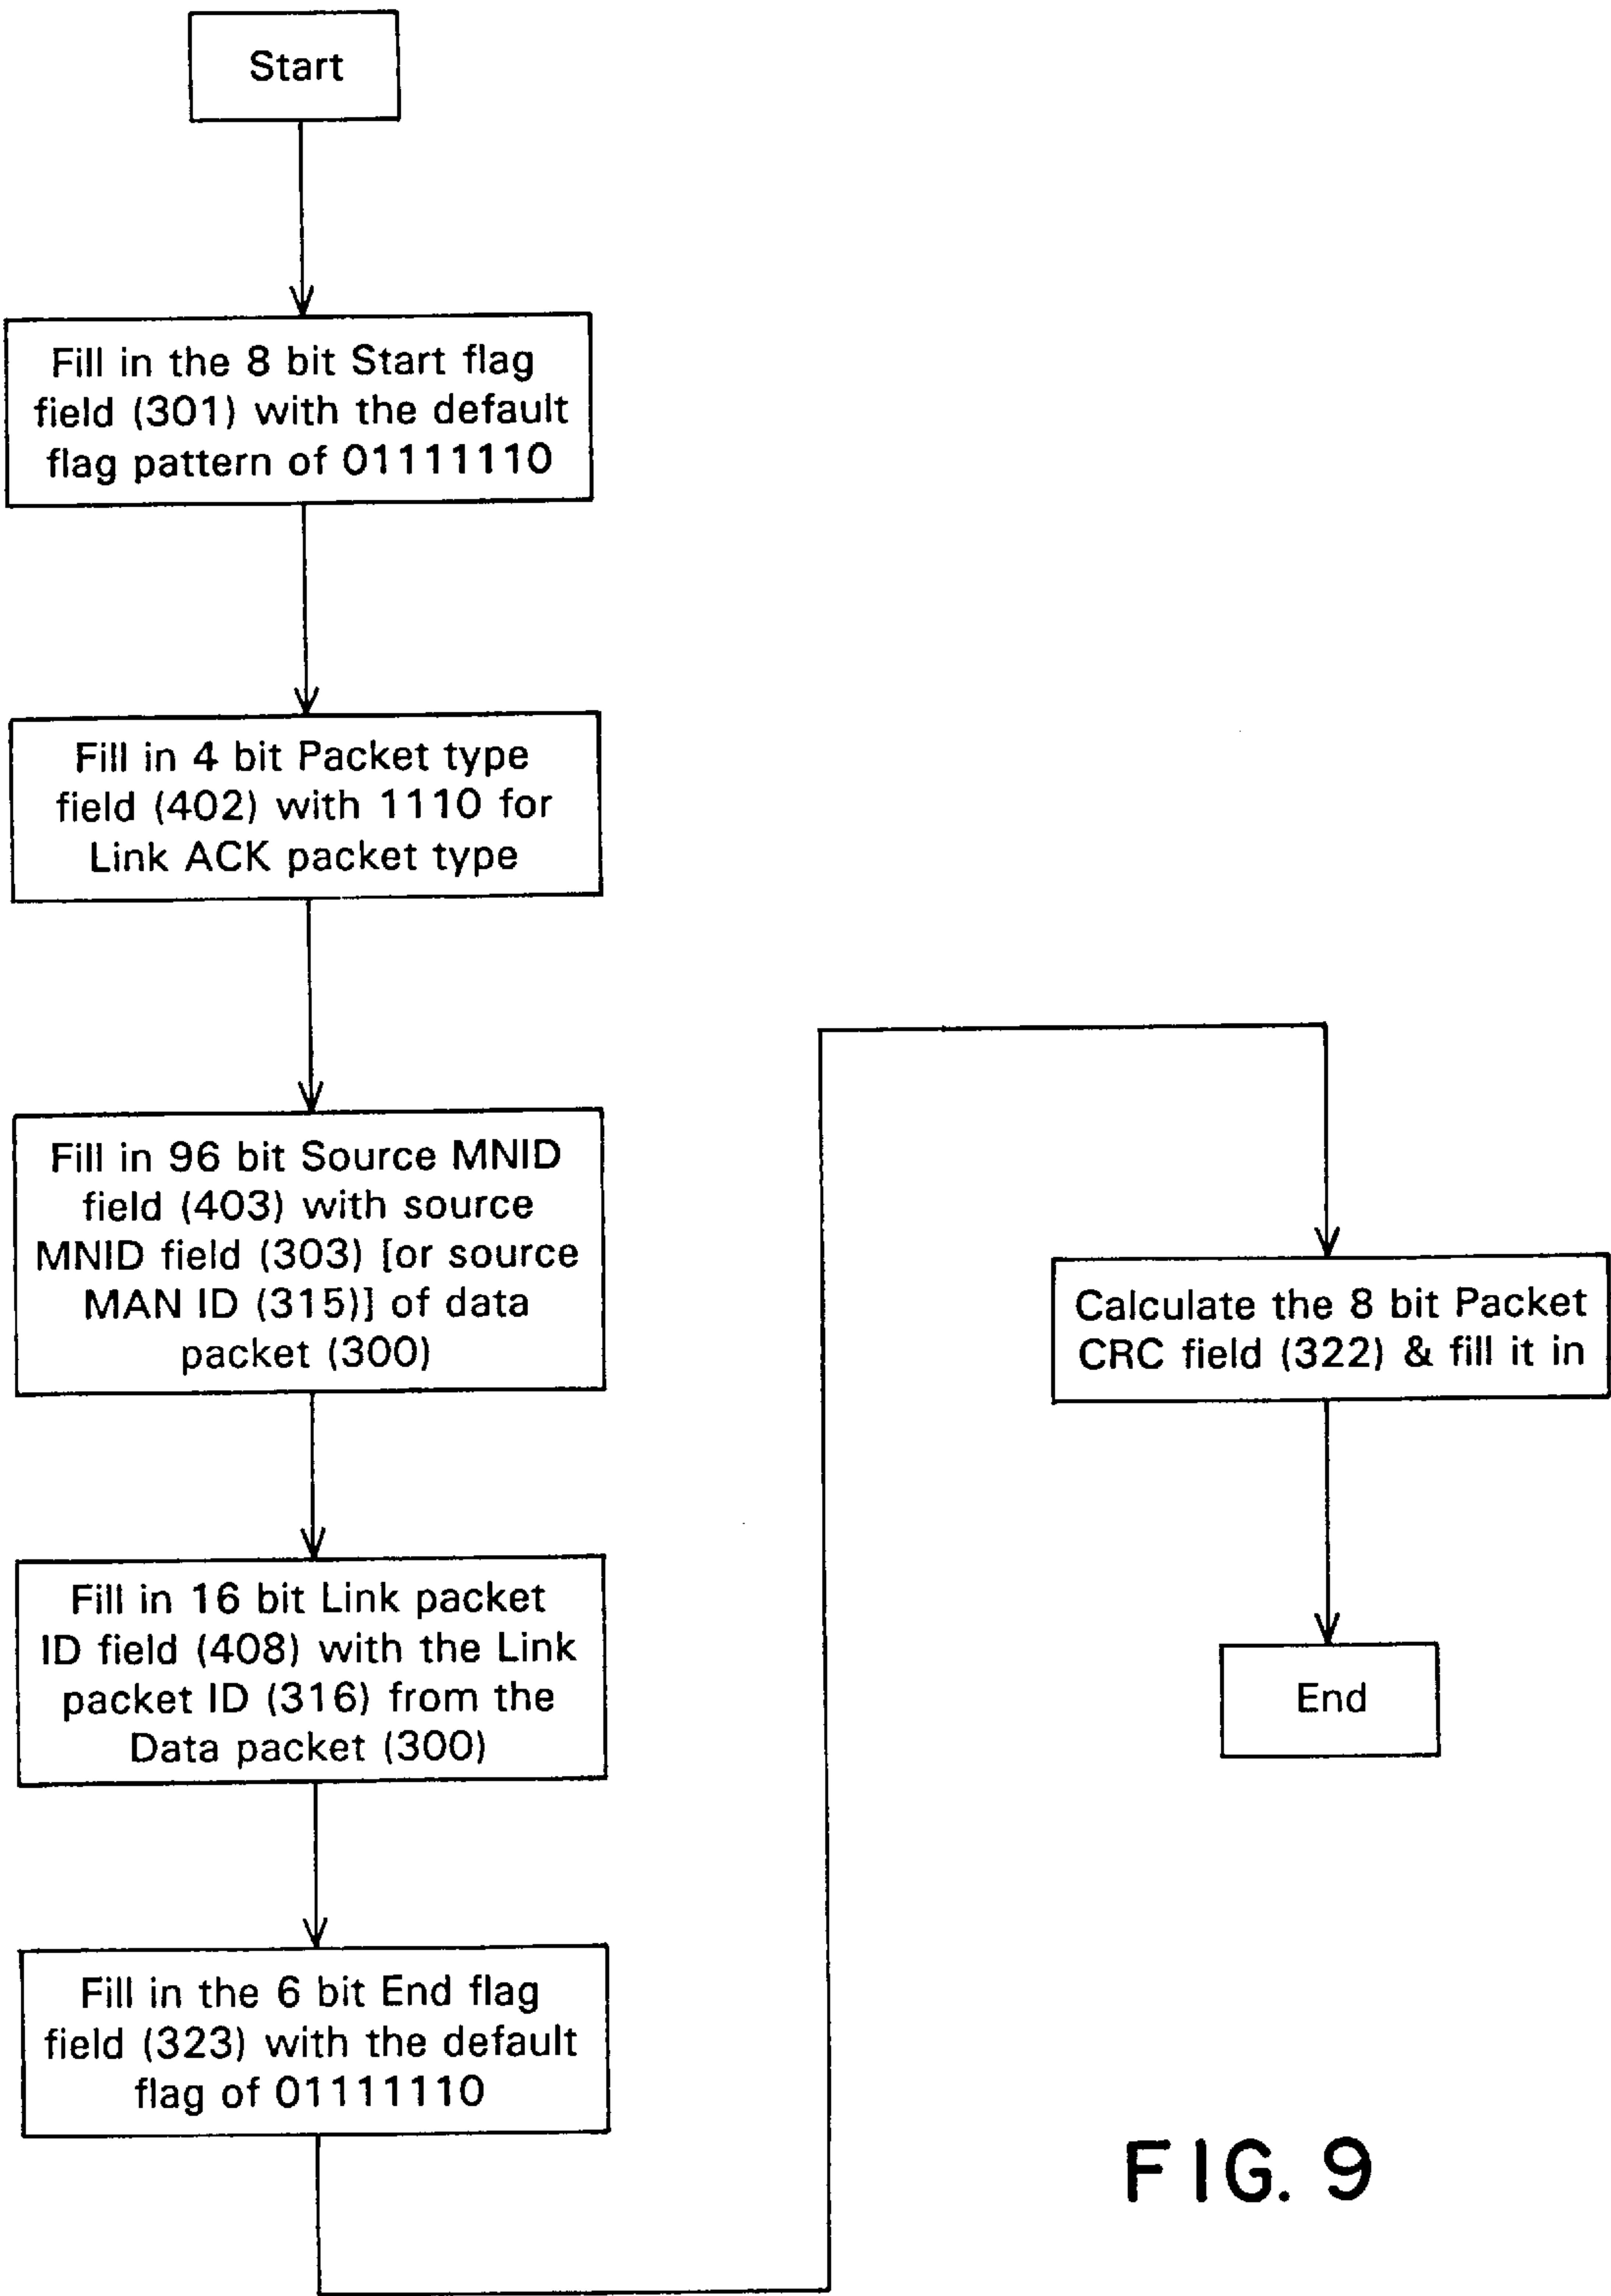 Start
Fill in the 8 bit Start flag
field (301) with the default
flag pattern of 01111110
Fill in 4 bit Packet type
field (402) with 1110 for
Link ACK packet type
Fill in 96 bit Source MNID
field (403) with source
MNID field (303) [or source
MAN ID (315)] of data
packet (300)
Fill in 16 bit Link packet
ID field (408) with the Link
packet ID (316) from the
Data packet (300)
Fill in the 6 bit End flag
field (323) with the default
flag of 01111110
Calculate the 8 bit Packet
CRC field (322) & fill it in
End
FIG. 9